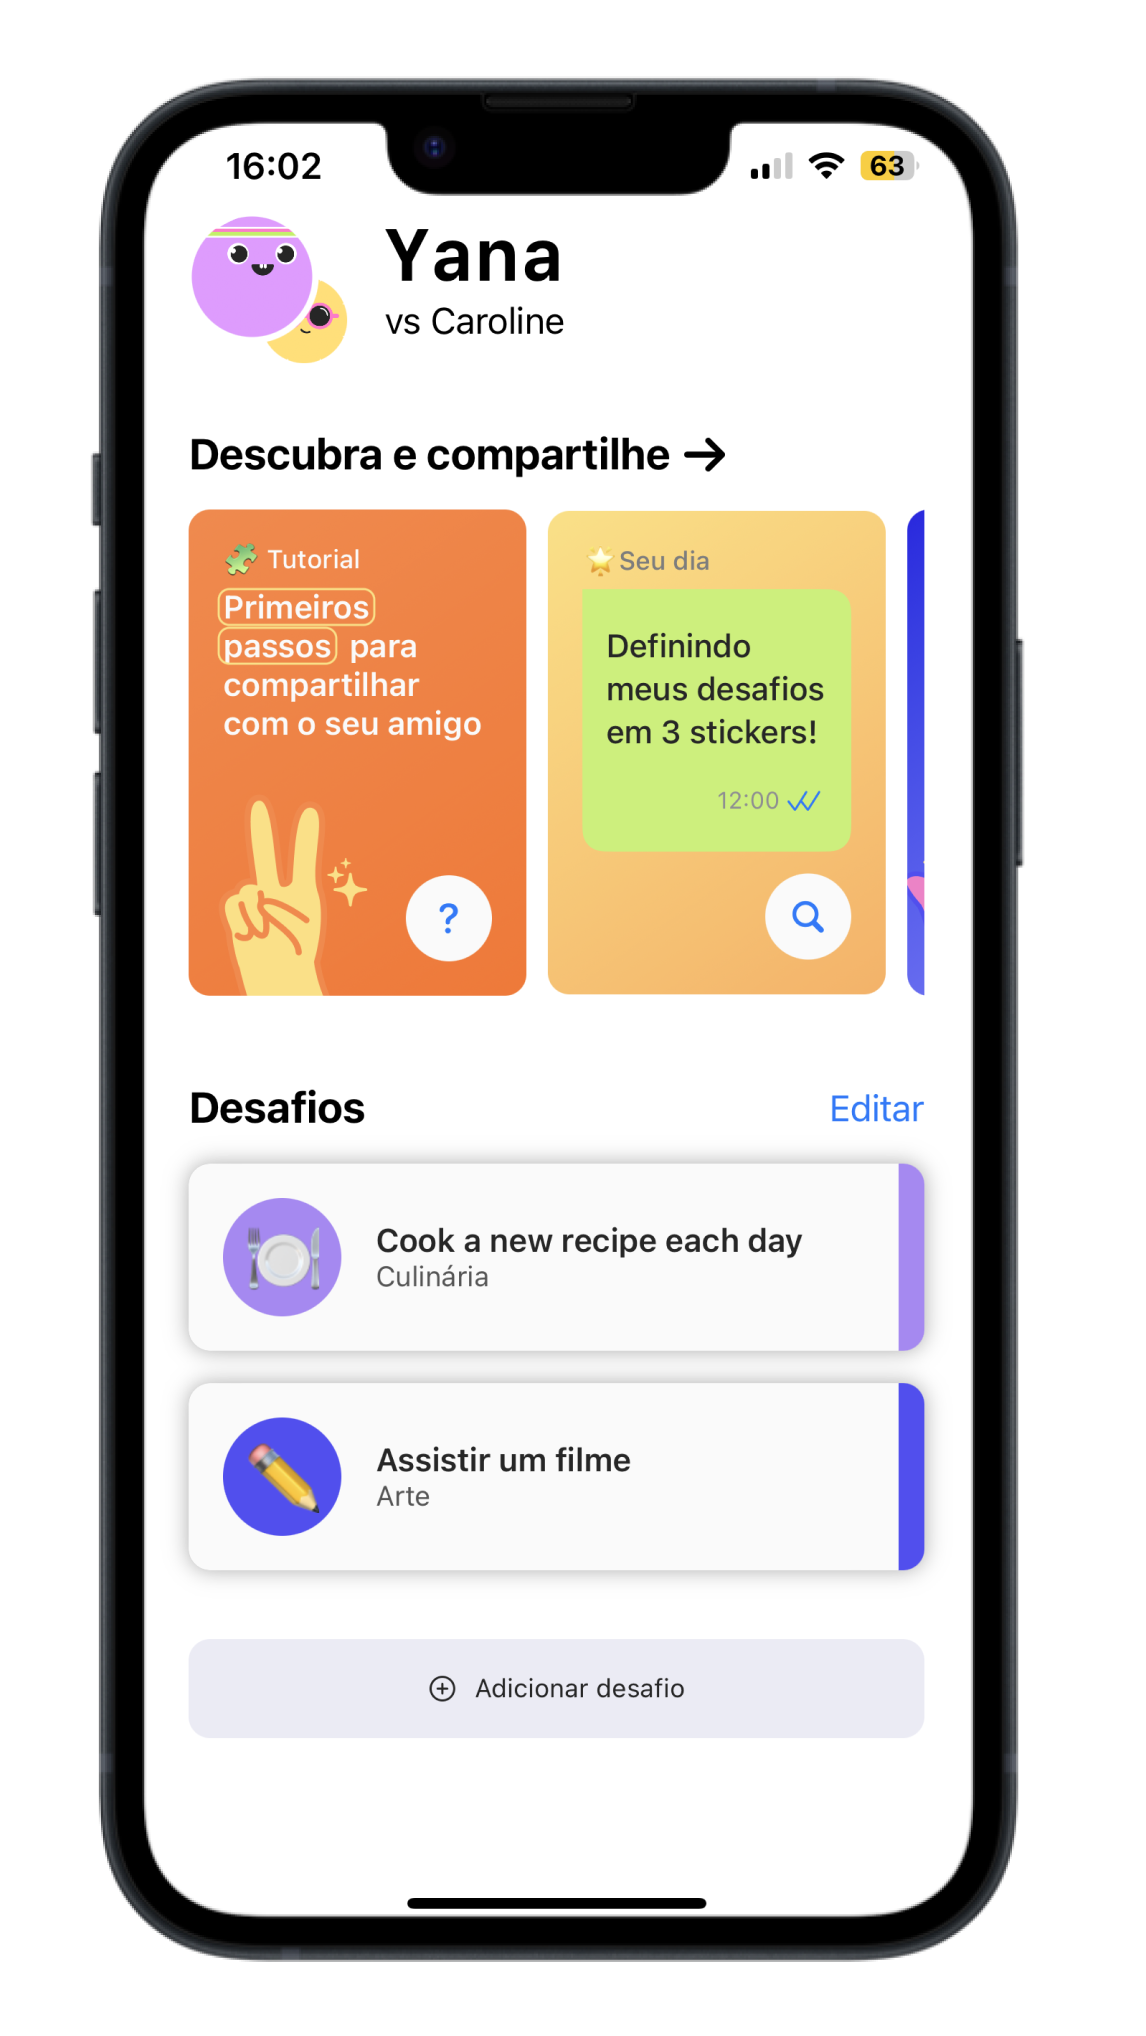 16:02
63
Yana
vs Caroline
Descubra e compartilhe →
Tutorial
Primeiros
passos para
compartilhar
com o seu amigo
?
Seu dia
Definindo
meus desafios
em 3 stickers!
12:00
Desafios
Editar
Cook a new recipe each day
Culinária
Assistir um filme
Arte
Adicionar desafio